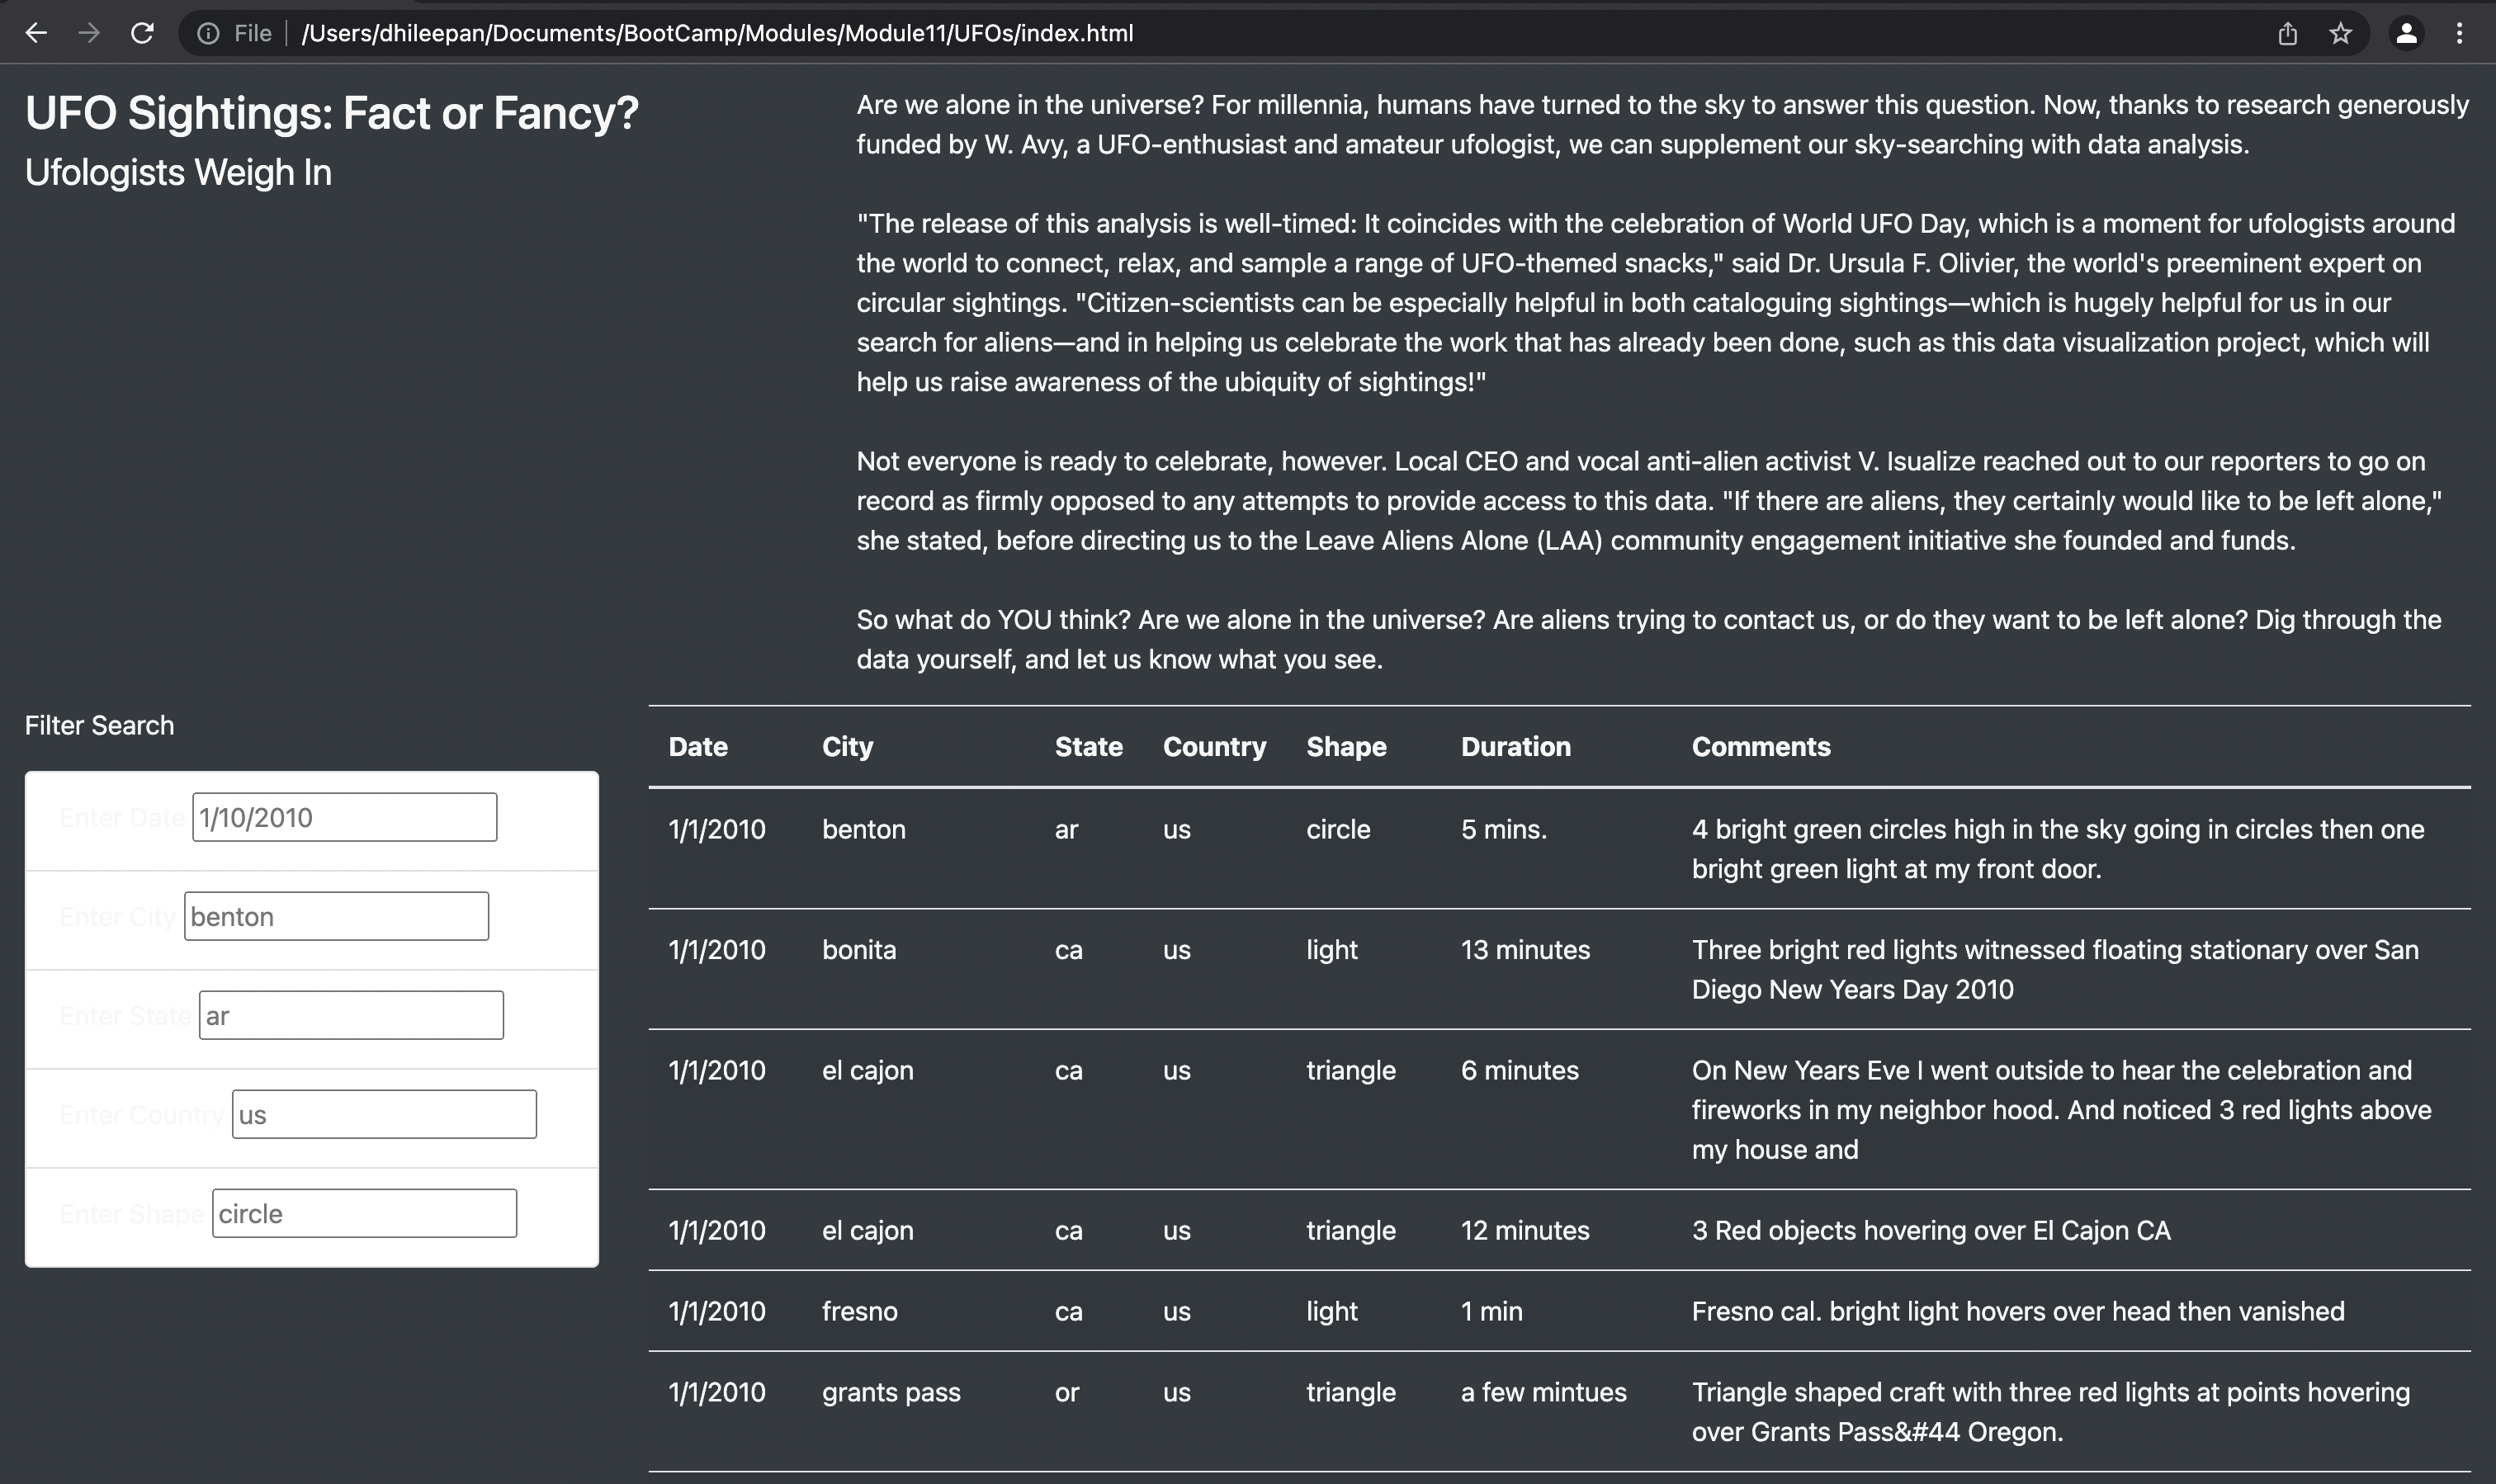 File /Users/dhileepan/Documents/BootCamp/Modules/Module11/UFOs/index.html
UFO Sightings: Fact or Fancy?
Ufologists Weigh In
Are we alone in the universe? For millennia, humans have turned to the sky to answer this question. Now, thanks to research generously
funded by W. Avy, a UFO-enthusiast and amateur ufologist, we can supplement our sky-searching with data analysis.
"The release of this analysis is well-timed: It coincides with the celebration of World UFO Day, which is a moment for ufologists around
the world to connect, relax, and sample a range of UFO-themed snacks," said Dr. Ursula F. Olivier, the world's preeminent expert on
circular sightings. "Citizen-scientists can be especially helpful in both cataloguing sightings—which is hugely helpful for us in our
search for aliens—and in helping us celebrate the work that has already been done, such as this data visualization project, which will
help us raise awareness of the ubiquity of sightings!"
Not everyone is ready to celebrate, however. Local CEO and vocal anti-alien activist V. Isualize reached out to our reporters to go on
record as firmly opposed to any attempts to provide access to this data. "If there are aliens, they certainly would like to be left alone,"
she stated, before directing us to the Leave Aliens Alone (LAA) community engagement initiative she founded and funds.
So what do YOU think? Are we alone in the universe? Are aliens trying to contact us, or do they want to be left alone? Dig through the
data yourself, and let us know what you see.
Filter Search
Enter Date 1/10/2010
Enter City benton
Enter State ar
Enter Country us
Enter Shape circle
Date City State Country Shape Duration Comments
1/1/2010 benton ar us circle 5 mins. 4 bright green circles high in the sky going in circles then one
bright green light at my front door.
1/1/2010 bonita ca us light 13 minutes Three bright red lights witnessed floating stationary over San
Diego New Years Day 2010
1/1/2010 el cajon ca us triangle 6 minutes On New Years Eve I went outside to hear the celebration and
fireworks in my neighbor hood. And noticed 3 red lights above
my house and
1/1/2010 el cajon ca us triangle 12 minutes 3 Red objects hovering over El Cajon CA
1/1/2010 fresno ca us light 1 min Fresno cal. bright light hovers over head then vanished
1/1/2010 grants pass or us triangle a few mintues Triangle shaped craft with three red lights at points hovering
over Grants Pass&#44 Oregon.